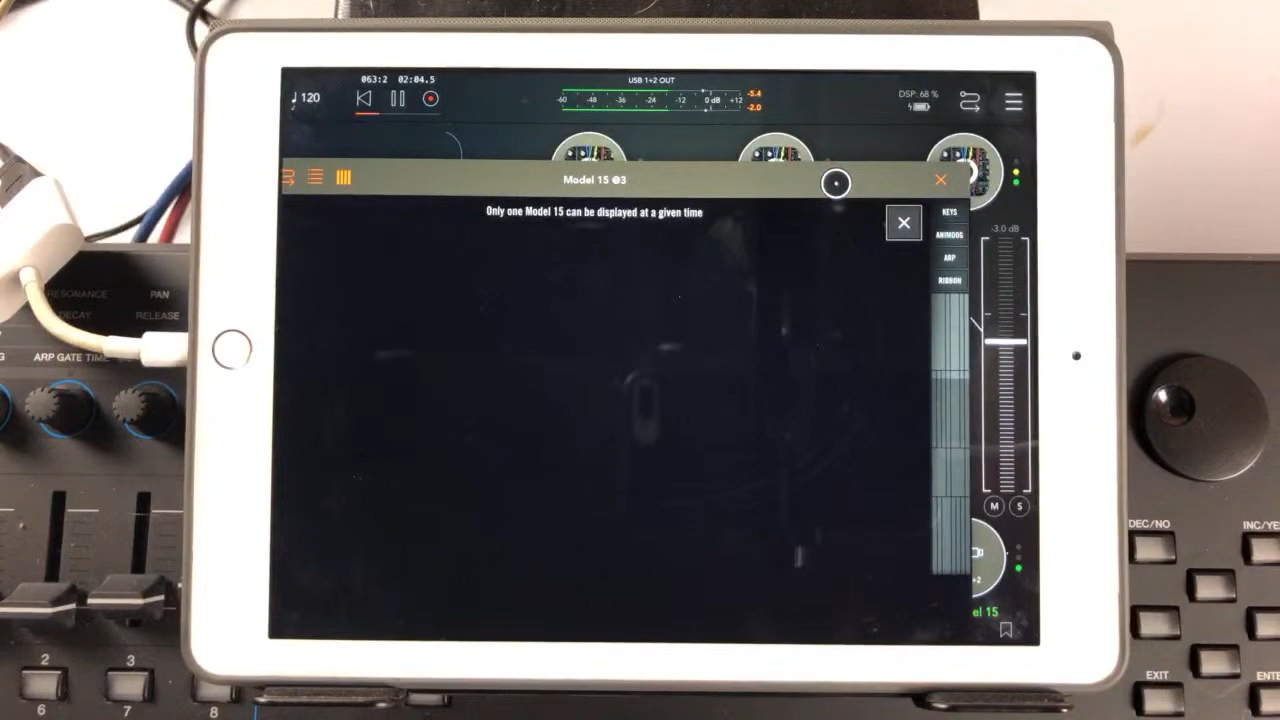 ♩120
063:2 02:04.5
USB 1+2 OUT
-60 -48 -36 -24 -12 0 dB +12
-5.4
-2.0
DSP: 68 %
Model 15 ❸3
Only one Model 15 can be displayed at a given time
KEYS
ANIMOOG
ARP
RIBBON
-3.0 dB
M S
+2
el 15
RESONANCE PAN
DECAY RELEASE
G ARP GATE TIME
2 3
6 7 8
DEC/NO INC/YE
EXIT ENTE